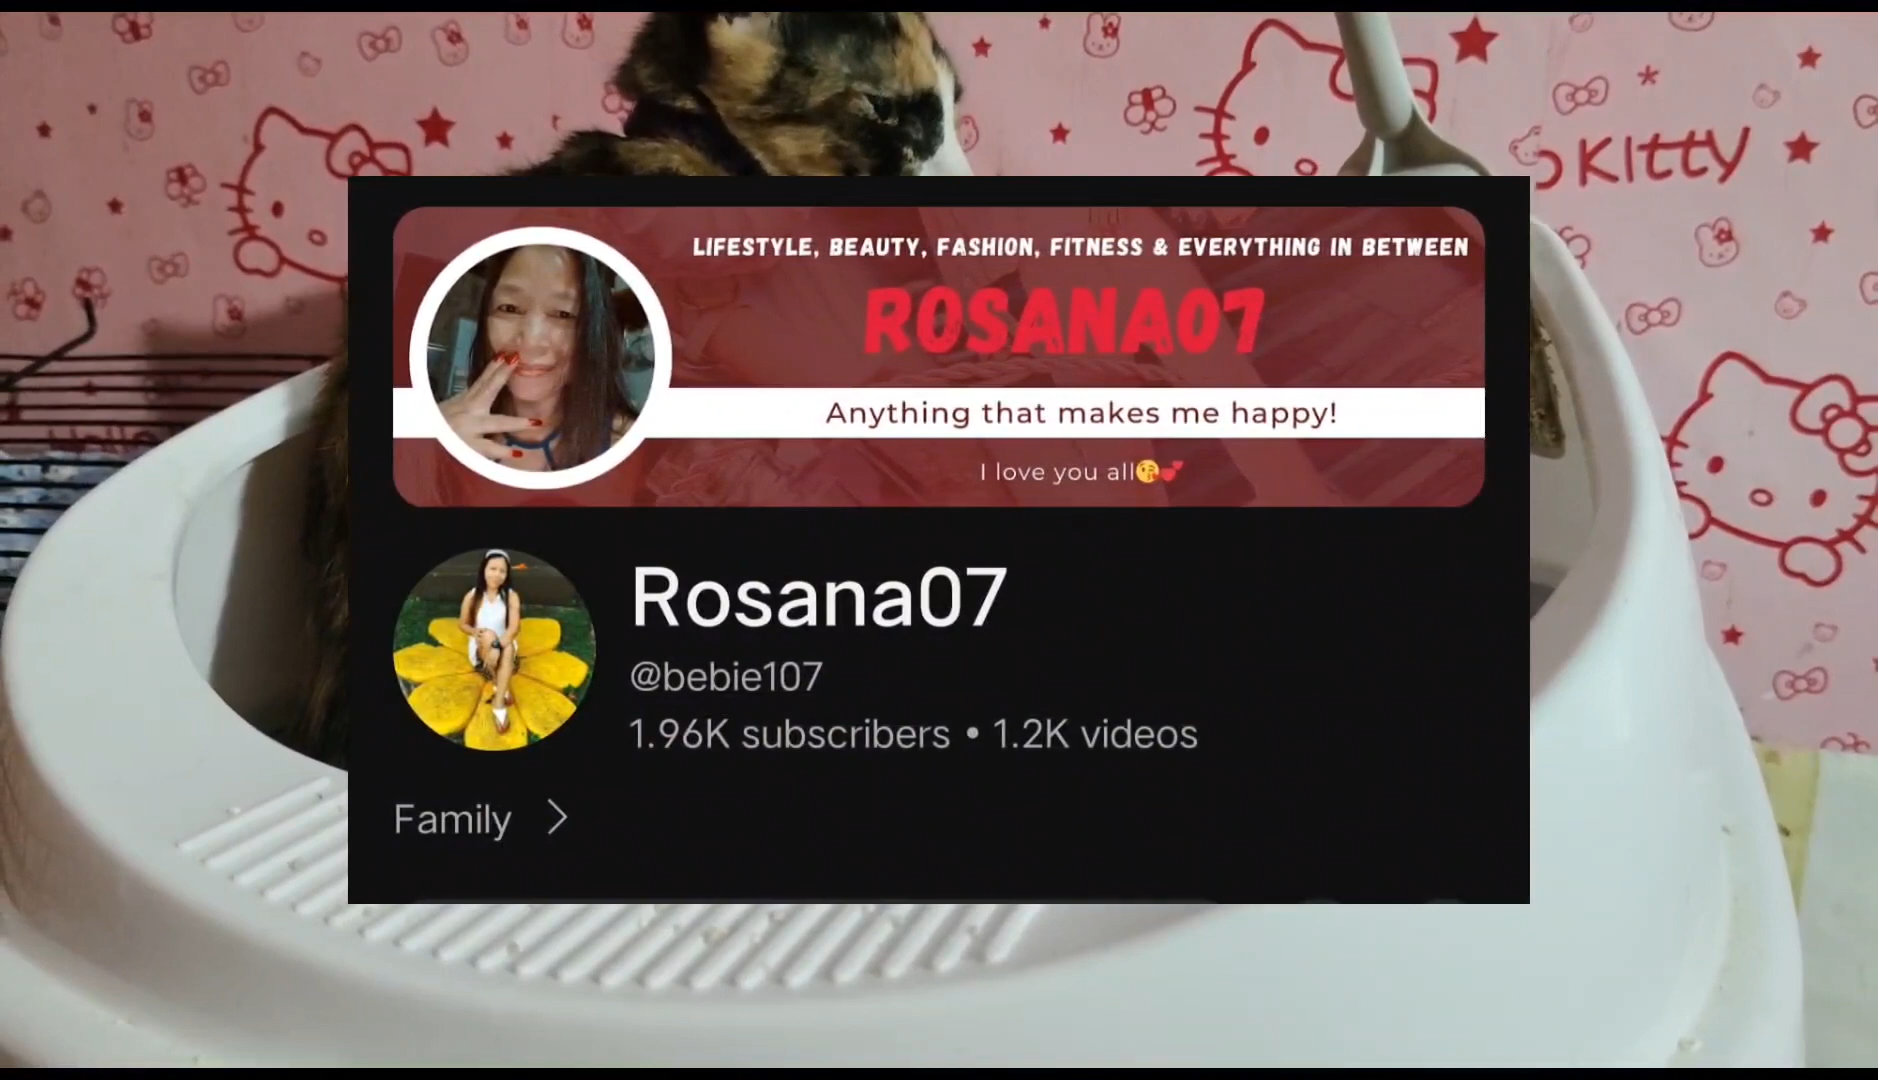 KITTY
LIFESTYLE, BEAUTY, FASHION, FITNESS & EVERYTHING IN BETWEEN
ROSANA07
Anything that makes me happy!
I love you all😘💕
Rosana07
@bebie107
1.96K subscribers • 1.2K videos
Family >
Hello